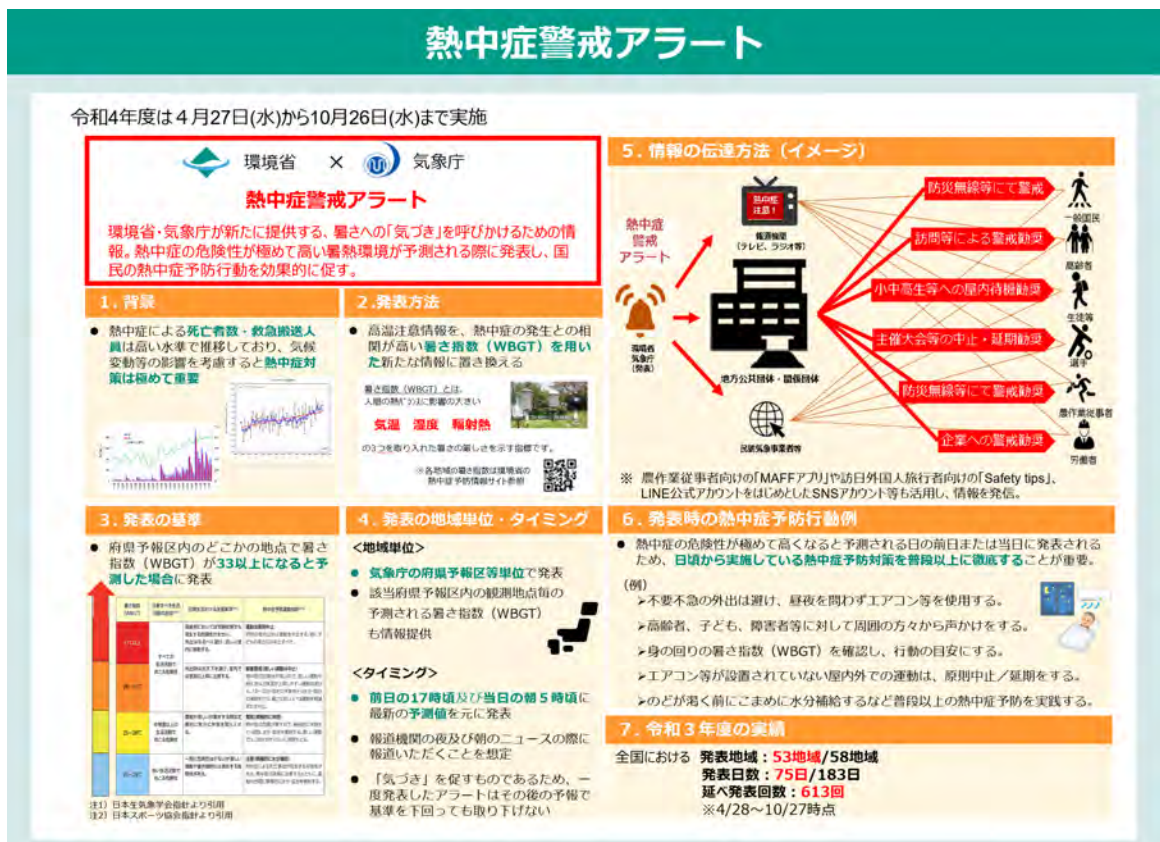 熱中症警戒アラート
令和4年度は４月27日(水)から10月26日(水)まで実施
環境省 × 気象庁
熱中症警戒アラート
環境省・気象庁が新たに提供する、暑さへの「気づき」を呼びかけるための情
報。熱中症の危険性が極めて高い暑熱環境が予測される際に発表し、国
民の熱中症予防行動を効果的に促す。
１．背景
● 熱中症による死亡者数・救急搬送人
員は高い水準で推移しており、気候
変動等の影響を考慮すると熱中症対
策は極めて重要
２.発表方法
● 高温注意情報を、熱中症の発生との相
関が高い暑さ指数（WBGT）を用い
た新たな情報に置き換える
暑さ指数（WBGT）とは、
人間の熱ﾊﾞﾗﾝｽに影響の大きい
気温 湿度 輻射熱
の3つを取り入れた暑さの厳しさを示す指標です。
※各地域の暑さ指数は環境省の
熱中症予防情報サイト参照
３．発表の基準
● 府県予報区内のどこかの地点で暑さ
指数（WBGT）が33以上になると予
測した場合に発表
注1）日本生気象学会指針より引用
注2）日本スポーツ協会指針より引用
４．発表の地域単位・タイミング
<地域単位>
● 気象庁の府県予報区等単位で発表
● 該当府県予報区内の観測地点毎の
予測される暑さ指数（WBGT）
も情報提供
<タイミング>
● 前日の17時頃及び当日の朝５時頃に
最新の予測値を元に発表
● 報道機関の夜及び朝のニュースの際に
報道いただくことを想定
● 「気づき」を促すものであるため、一
度発表したアラートはその後の予報で
基準を下回っても取り下げない
５．情報の伝達方法（イメージ）
熱中症
警戒
アラート
環境省
気象庁
(発表)
熱中症
注意！
報道機関
(テレビ、ラジオ等)
地方公共団体・関係団体
民間気象事業者等
防災無線等にて警戒
訪問等による警戒勧奨
小中高生等への屋内待機勧奨
主催大会等の中止・延期勧奨
防災無線等にて警戒勧奨
企業への警戒勧奨
一般国民
高齢者
生徒等
選手
農作業従事者
労働者
※ 農作業従事者向けの「MAFFアプリ」や訪日外国人旅行者向けの「Safety tips」、
LINE公式アカウントをはじめとしたSNSアカウント等も活用し、情報を発信。
６．発表時の熱中症予防行動例
● 熱中症の危険性が極めて高くなると予測される日の前日または当日に発表される
ため、日頃から実施している熱中症予防対策を普段以上に徹底することが重要。
(例)
➢不要不急の外出は避け、昼夜を問わずエアコン等を使用する。
➢高齢者、子ども、障害者等に対して周囲の方々から声かけをする。
➢身の回りの暑さ指数（WBGT）を確認し、行動の目安にする。
➢エアコン等が設置されていない屋内外での運動は、原則中止／延期をする。
➢のどが渇く前にこまめに水分補給するなど普段以上の熱中症予防を実践する。
７．令和３年度の実績
全国における 発表地域：53地域/58地域
発表日数：75日/183日
延べ発表回数：613回
※4/28～10/27時点